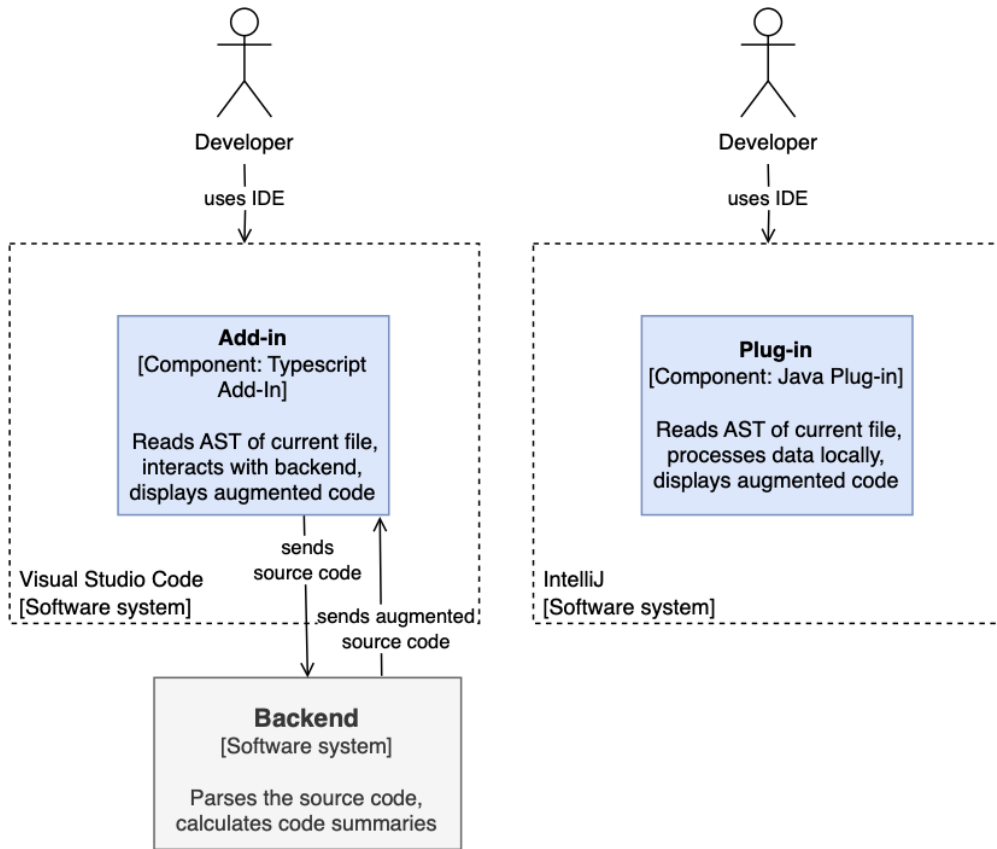 Developer
uses IDE
Add-in
[Component: Typescript
Add-In]
Reads AST of current file,
interacts with backend,
displays augmented code
sends
source code
Visual Studio Code
[Software system]
sends augmented
source code
Backend
[Software system]
Parses the source code,
calculates code summaries
Developer
uses IDE
Plug-in
[Component: Java Plug-in]
Reads AST of current file,
processes data locally,
displays augmented code
IntelliJ
[Software system]